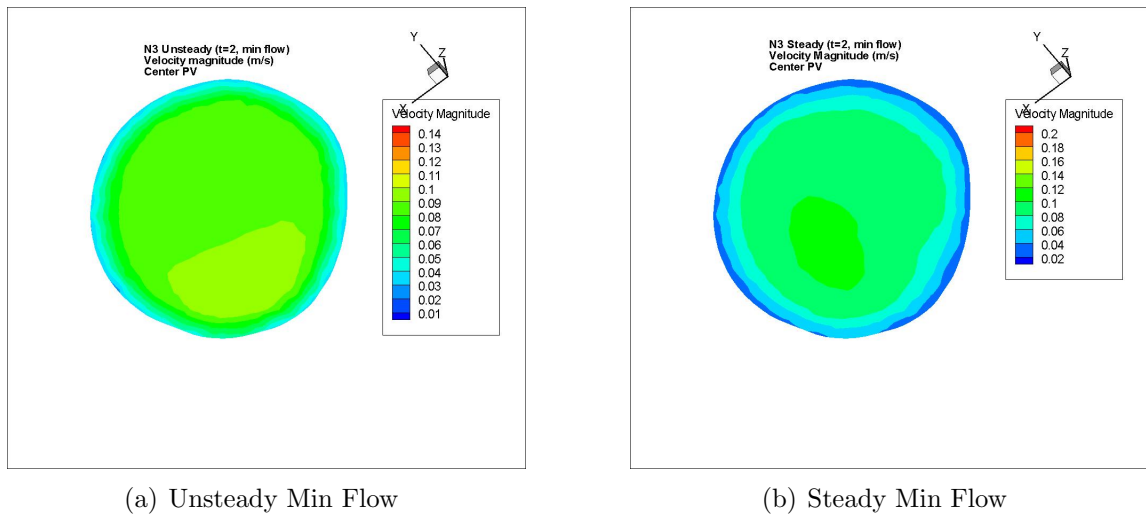 N3 Unsteady (t=2, min flow)
Velocity magnitude (m/s)
Center PV
Y
Z
X
Velocity Magnitude
0.14
0.13
0.12
0.11
0.1
0.09
0.08
0.07
0.06
0.05
0.04
0.03
0.02
0.01
(a) Unsteady Min Flow
N3 Steady (t=2, min flow)
Velocity Magnitude (m/s)
Center PV
Y
Z
X
Velocity Magnitude
0.2
0.18
0.16
0.14
0.12
0.1
0.08
0.06
0.04
0.02
(b) Steady Min Flow